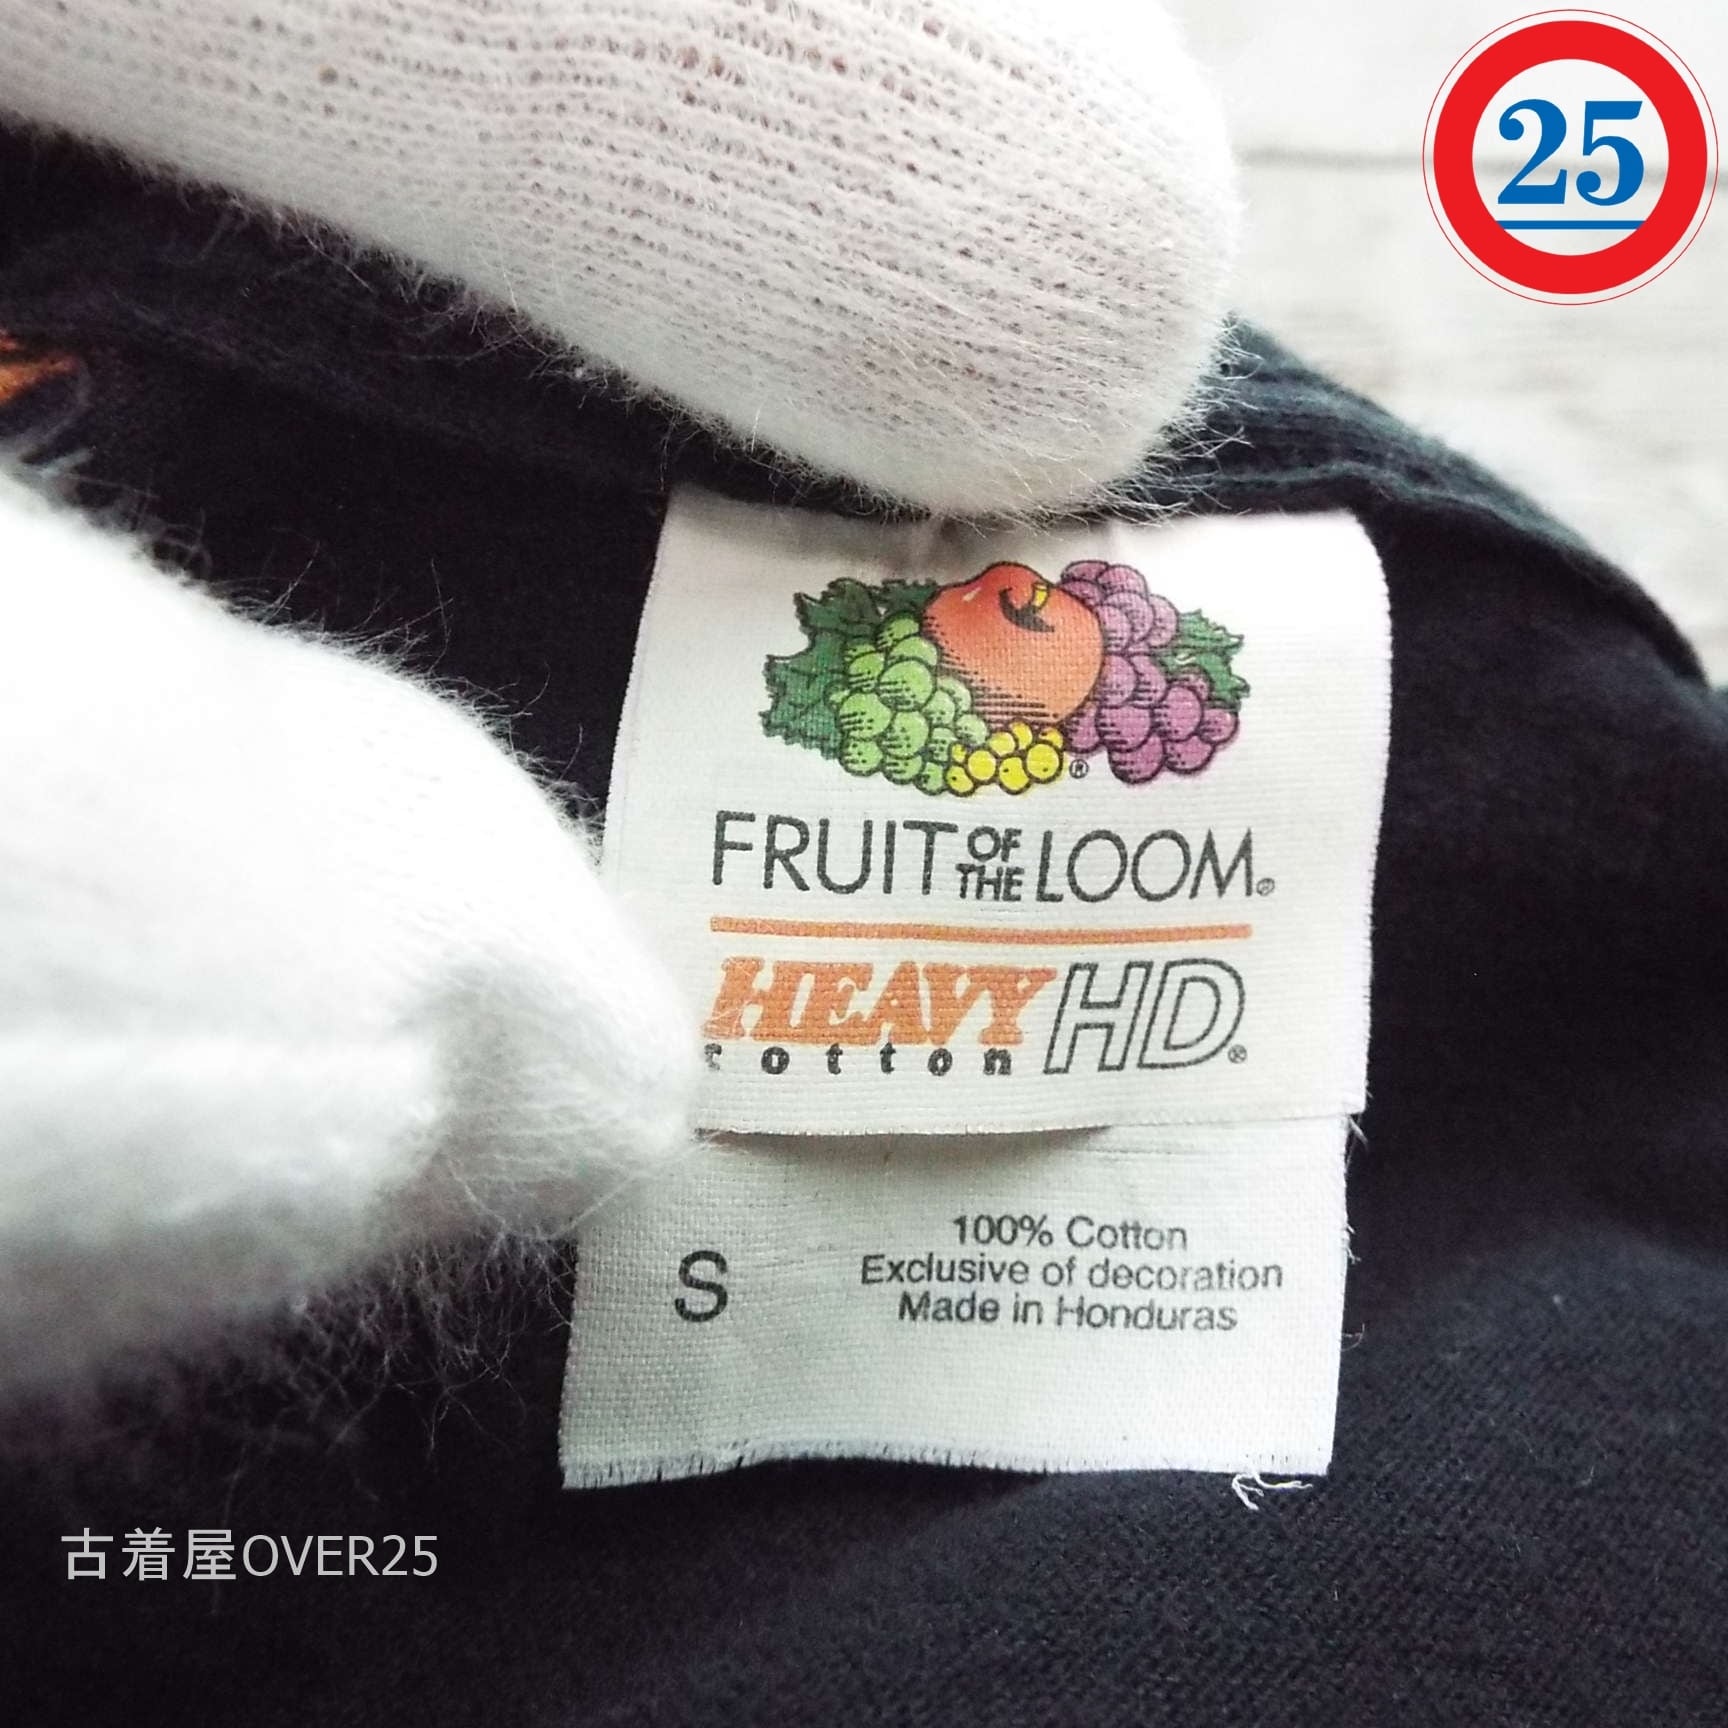 25
FRUIT OF THE LOOM®
HEAVY HD®
cotton
100% Cotton
S
Exclusive of decoration
Made in Honduras
古着屋OVER25